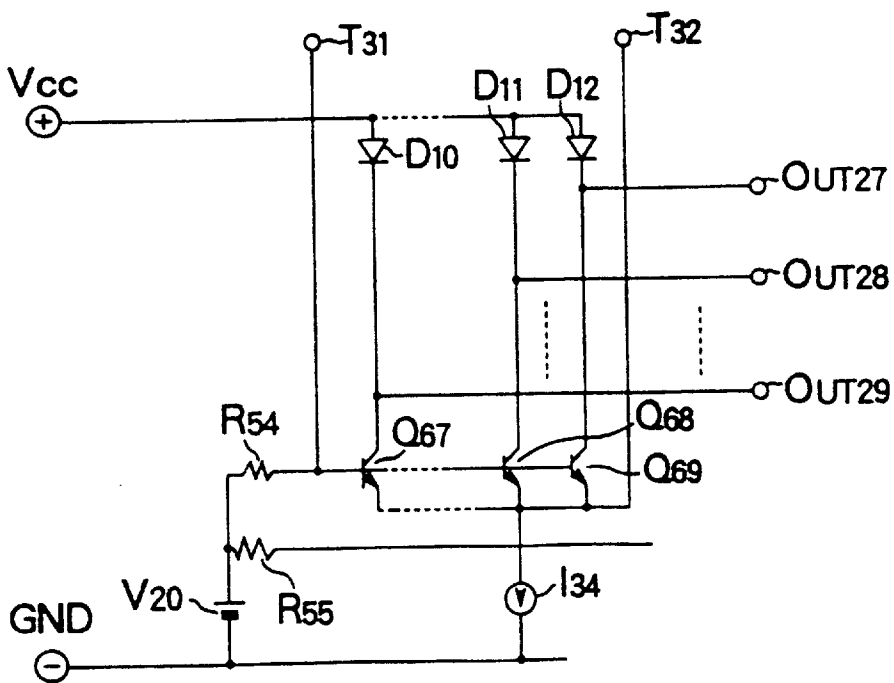 T31
T32
Vcc
+
D11
D12
D10
OUT27
OUT28
OUT29
R54
Q67
Q68
Q69
V20
R55
I34
GND
−